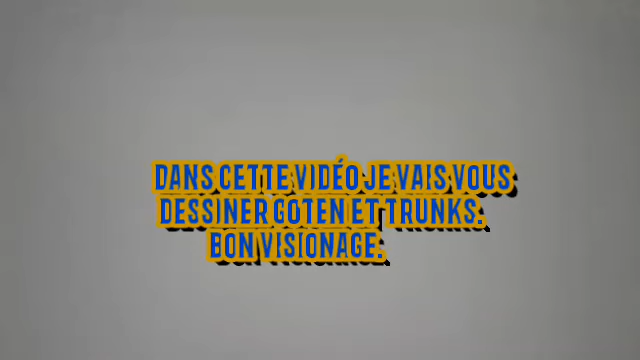 DANS CETTE VIDÉO JE VAIS VOUS
DESSINER GOTEN ET TRUNKS.
BON VISIONAGE.